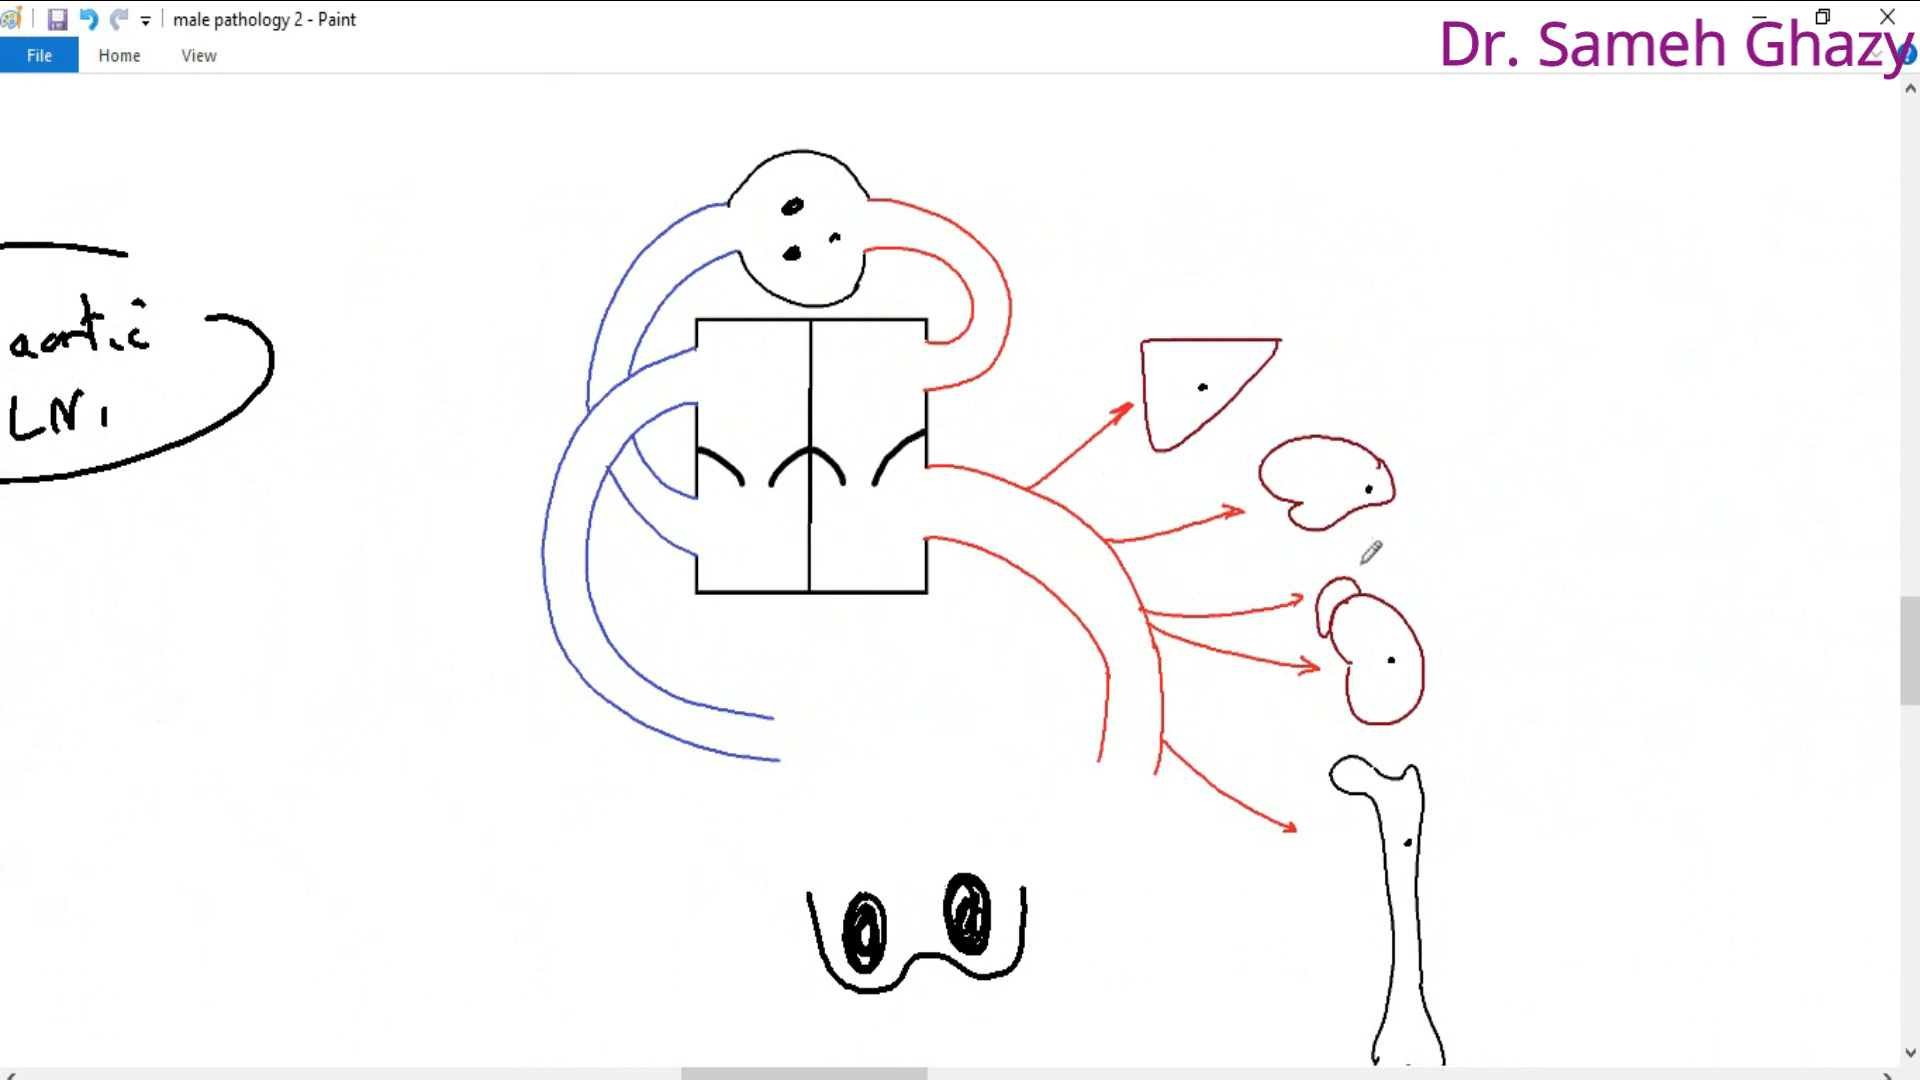 male pathology 2 - Paint
File Home View
Dr. Sameh Ghazy
aortic
LN,